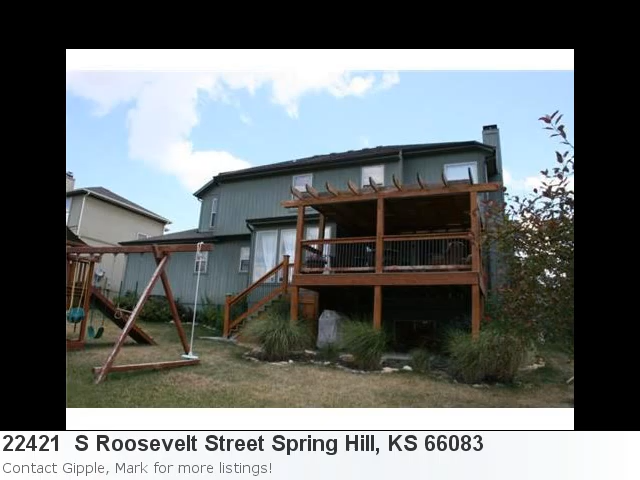 22421 S Roosevelt Street Spring Hill, KS 66083
Contact Gipple, Mark for more listings!